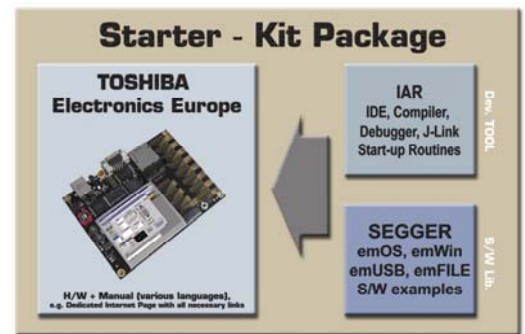 Starter - Kit Package
TOSHIBA
Electronics Europe
H/W + Manual (various languages),
e.g. Dedicated Internet Page with all necessary links
IAR
IDE, Compiler,
Debugger, J-Link
Start-up Routines
Dev. TOOL
SEGGER
emOS, emWin
emUSB, emFILE
S/W examples
S/W Lib.